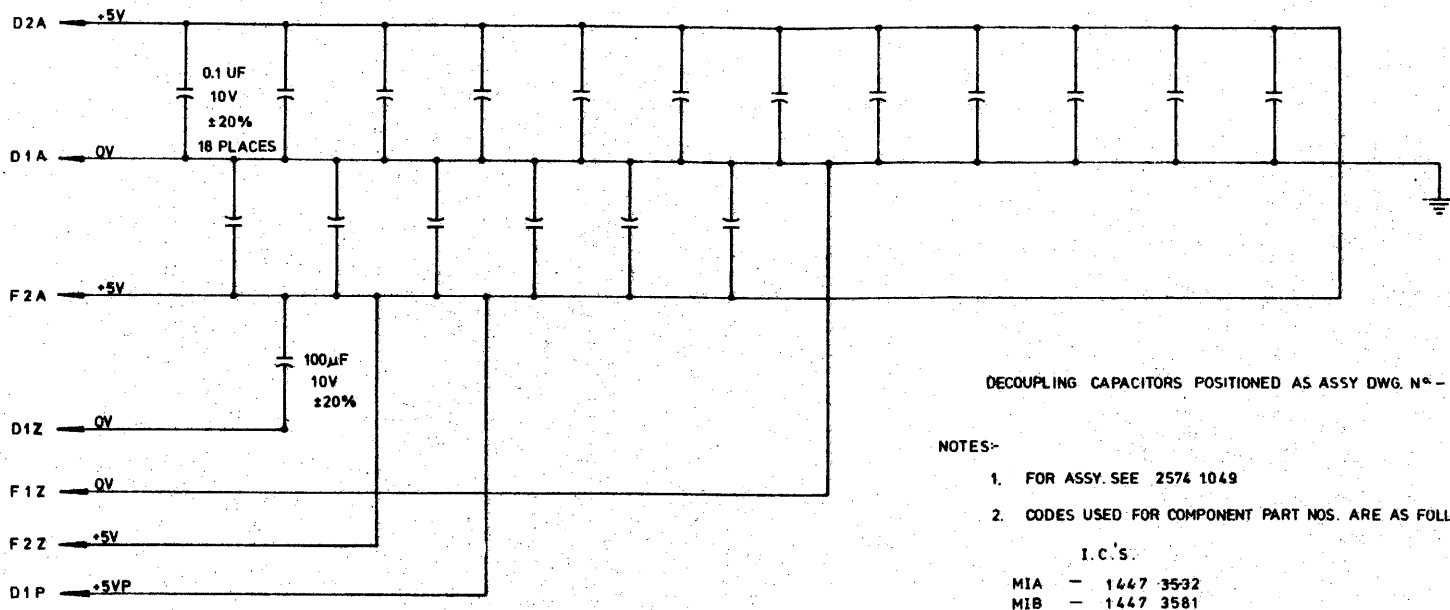 D2A +5V
0.1 UF
10V
±20%
18 PLACES
D1A 0V
F2A +5V
100µF
10V
±20%
D1Z 0V
F1Z 0V
F2Z +5V
D1P +5VP
DECOUPLING CAPACITORS POSITIONED AS ASSY DWG. Nº -
NOTES:-
1. FOR ASSY. SEE 2574 1049
2. CODES USED FOR COMPONENT PART NOS. ARE AS FOLL
I.C.'S.
MIA - 1447 3532
MIB - 1447 3581